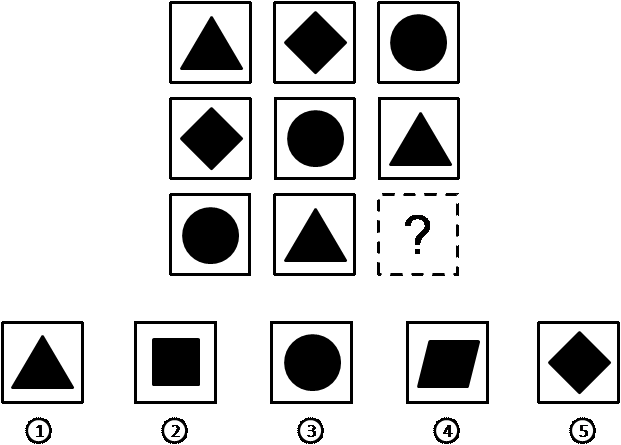 ?
① ② ③ ④ ⑤